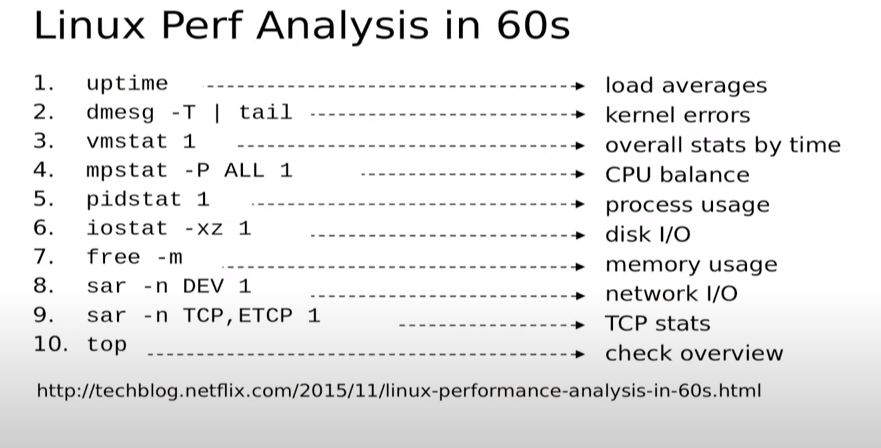 Linux Perf Analysis in 60s
1. uptime load averages
2. dmesg -T | tail kernel errors
3. vmstat 1 overall stats by time
4. mpstat -P ALL 1 CPU balance
5. pidstat 1 process usage
6. iostat -xz 1 disk I/O
7. free -m memory usage
8. sar -n DEV 1 network I/O
9. sar -n TCP,ETCP 1 TCP stats
10. top check overview
http://techblog.netflix.com/2015/11/linux-performance-analysis-in-60s.html